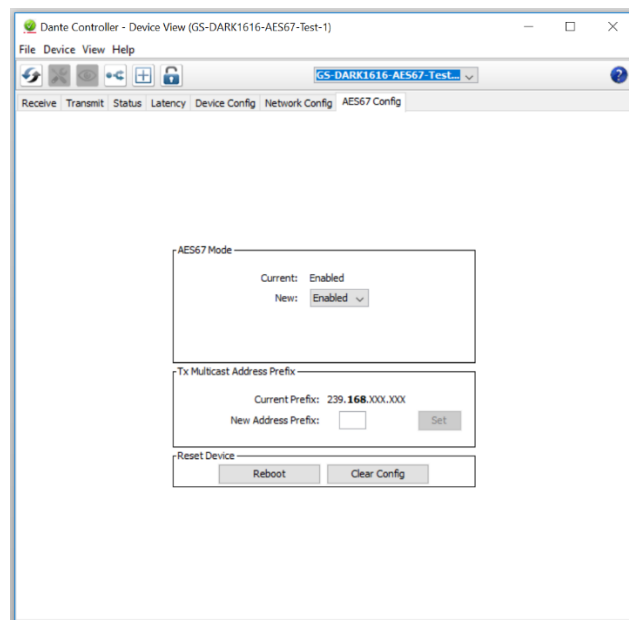 Dante Controller - Device View (GS-DARK1616-AES67-Test-1)
File Device View Help
GS-DARK1616-AES67-Test...
Receive Transmit Status Latency Device Config Network Config AES67 Config
AES67 Mode
Current: Enabled
New: Enabled
Tx Multicast Address Prefix
Current Prefix: 239.168.XXX.XXX
New Address Prefix: Set
Reset Device
Reboot Clear Config